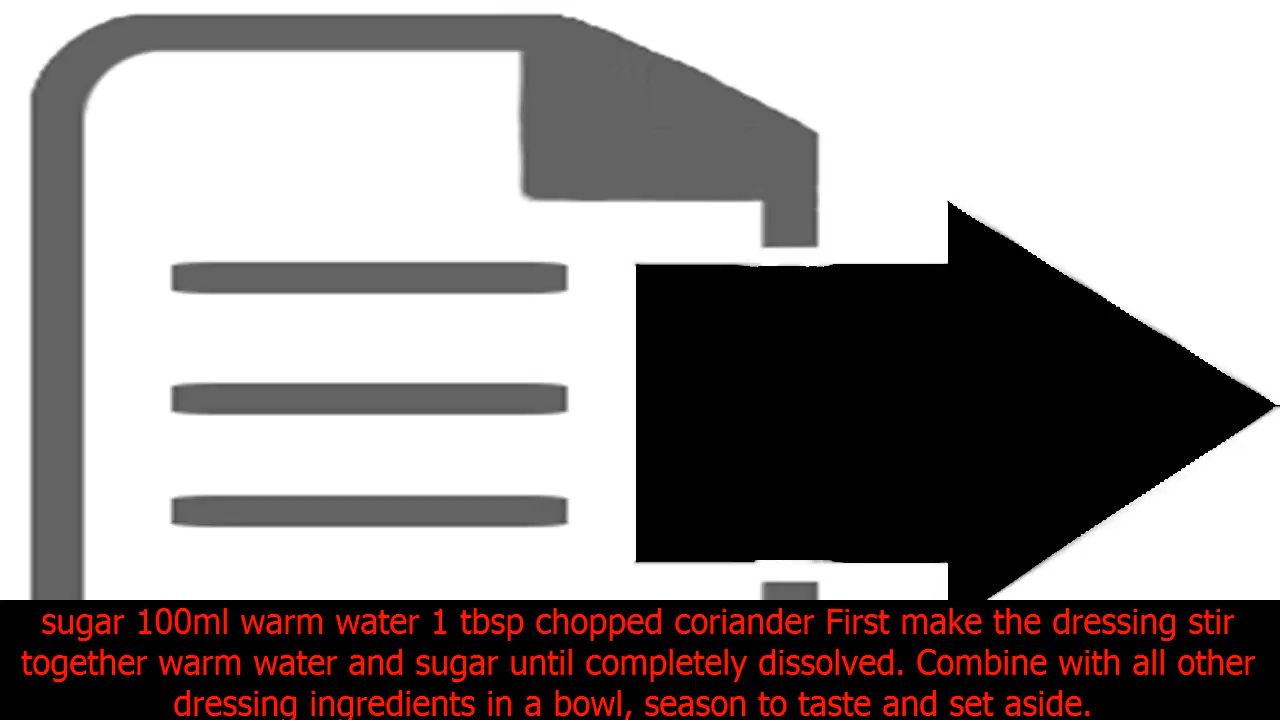 sugar 100ml warm water 1 tbsp chopped coriander First make the dressing stir
together warm water and sugar until completely dissolved. Combine with all other
dressing ingredients in a bowl, season to taste and set aside.